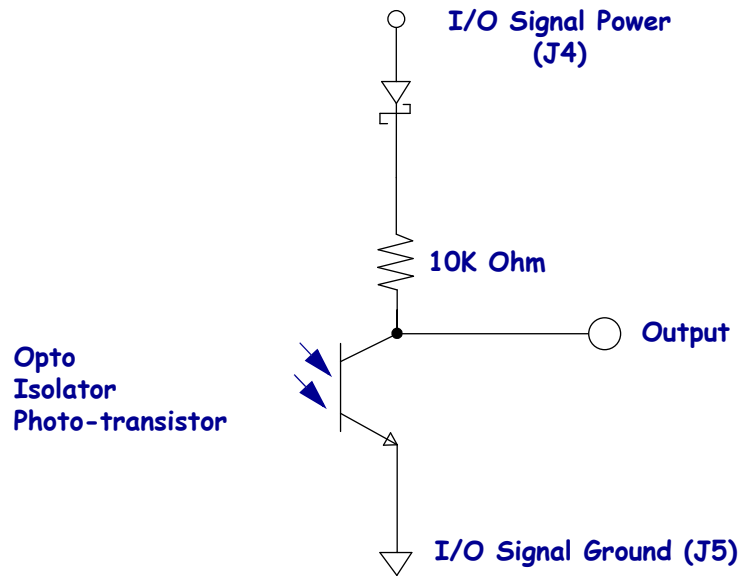 I/O Signal Power
(J4)
10K Ohm
Output
Opto
Isolator
Photo-transistor
I/O Signal Ground (J5)